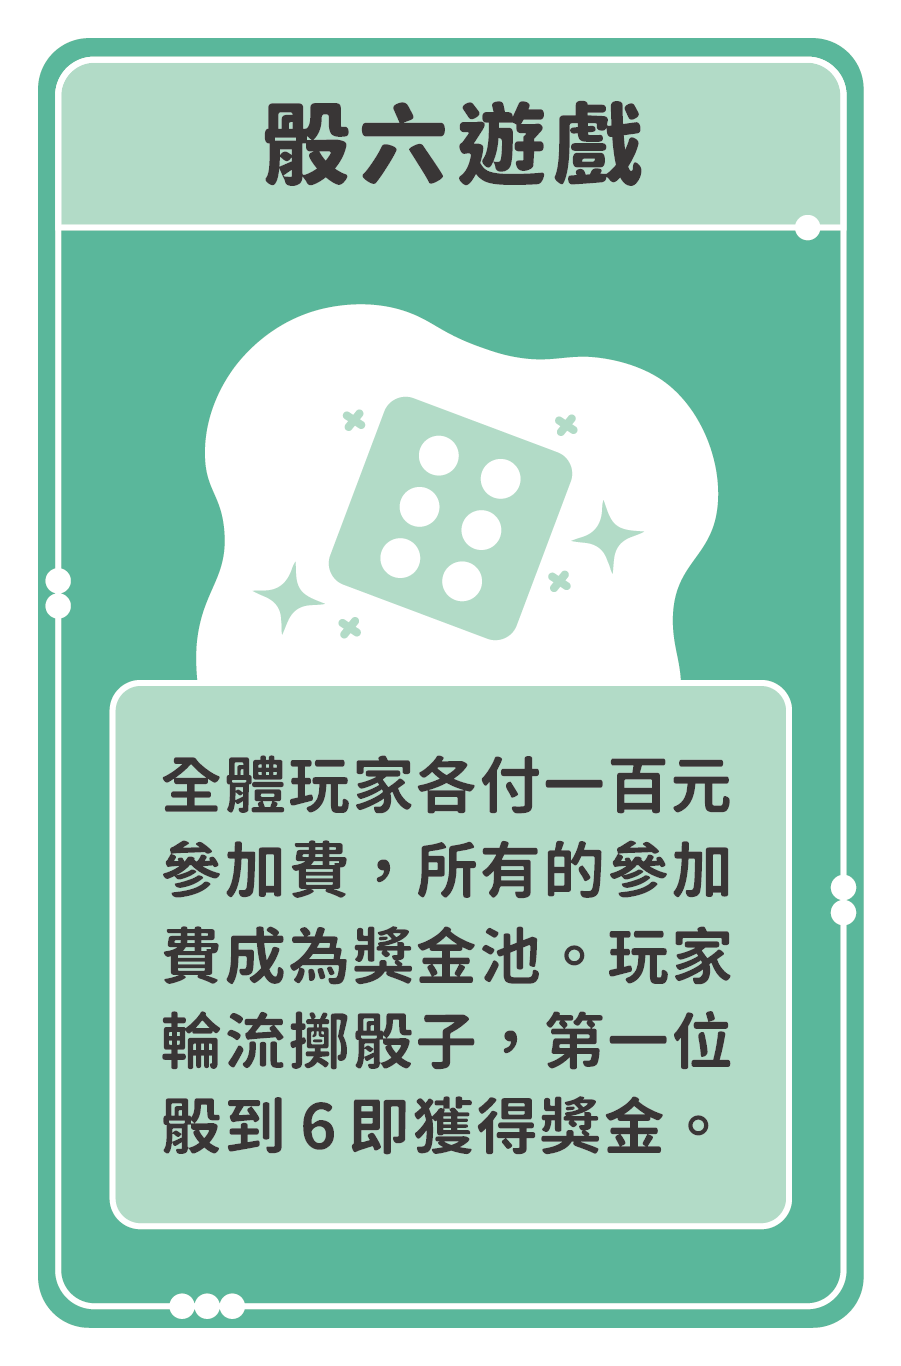 骰六遊戲
全體玩家各付一百元
參加費，所有的參加
費成為獎金池。玩家
輪流擲骰子，第一位
骰到6即獲得獎金。